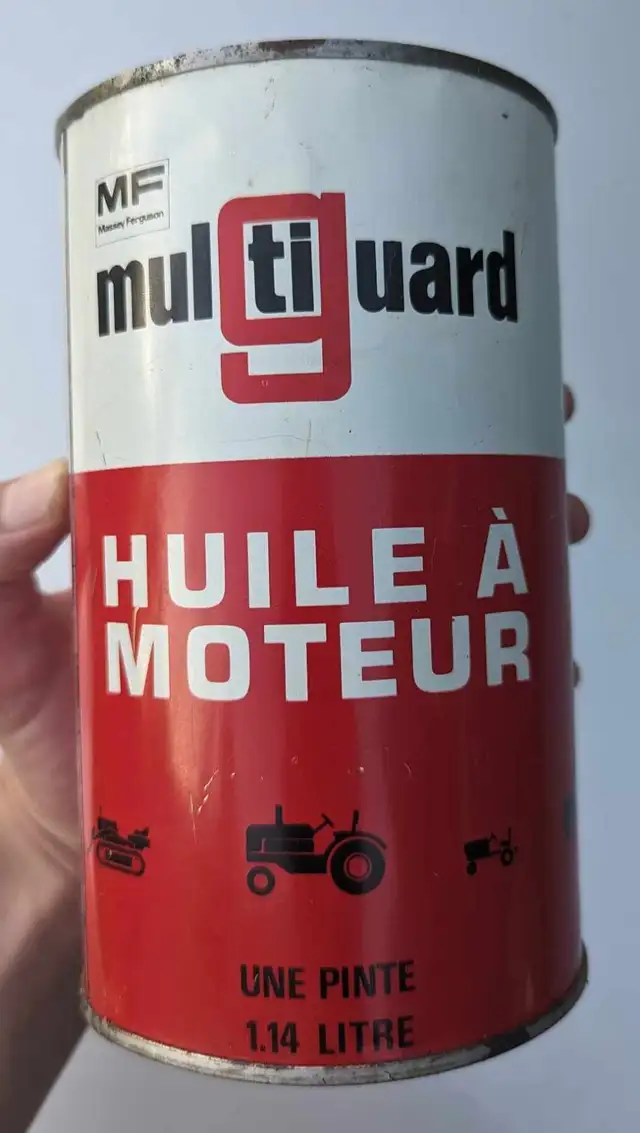 MF
Massey Ferguson
multiguard
HUILE À
MOTEUR
UNE PINTE
1.14 LITRE